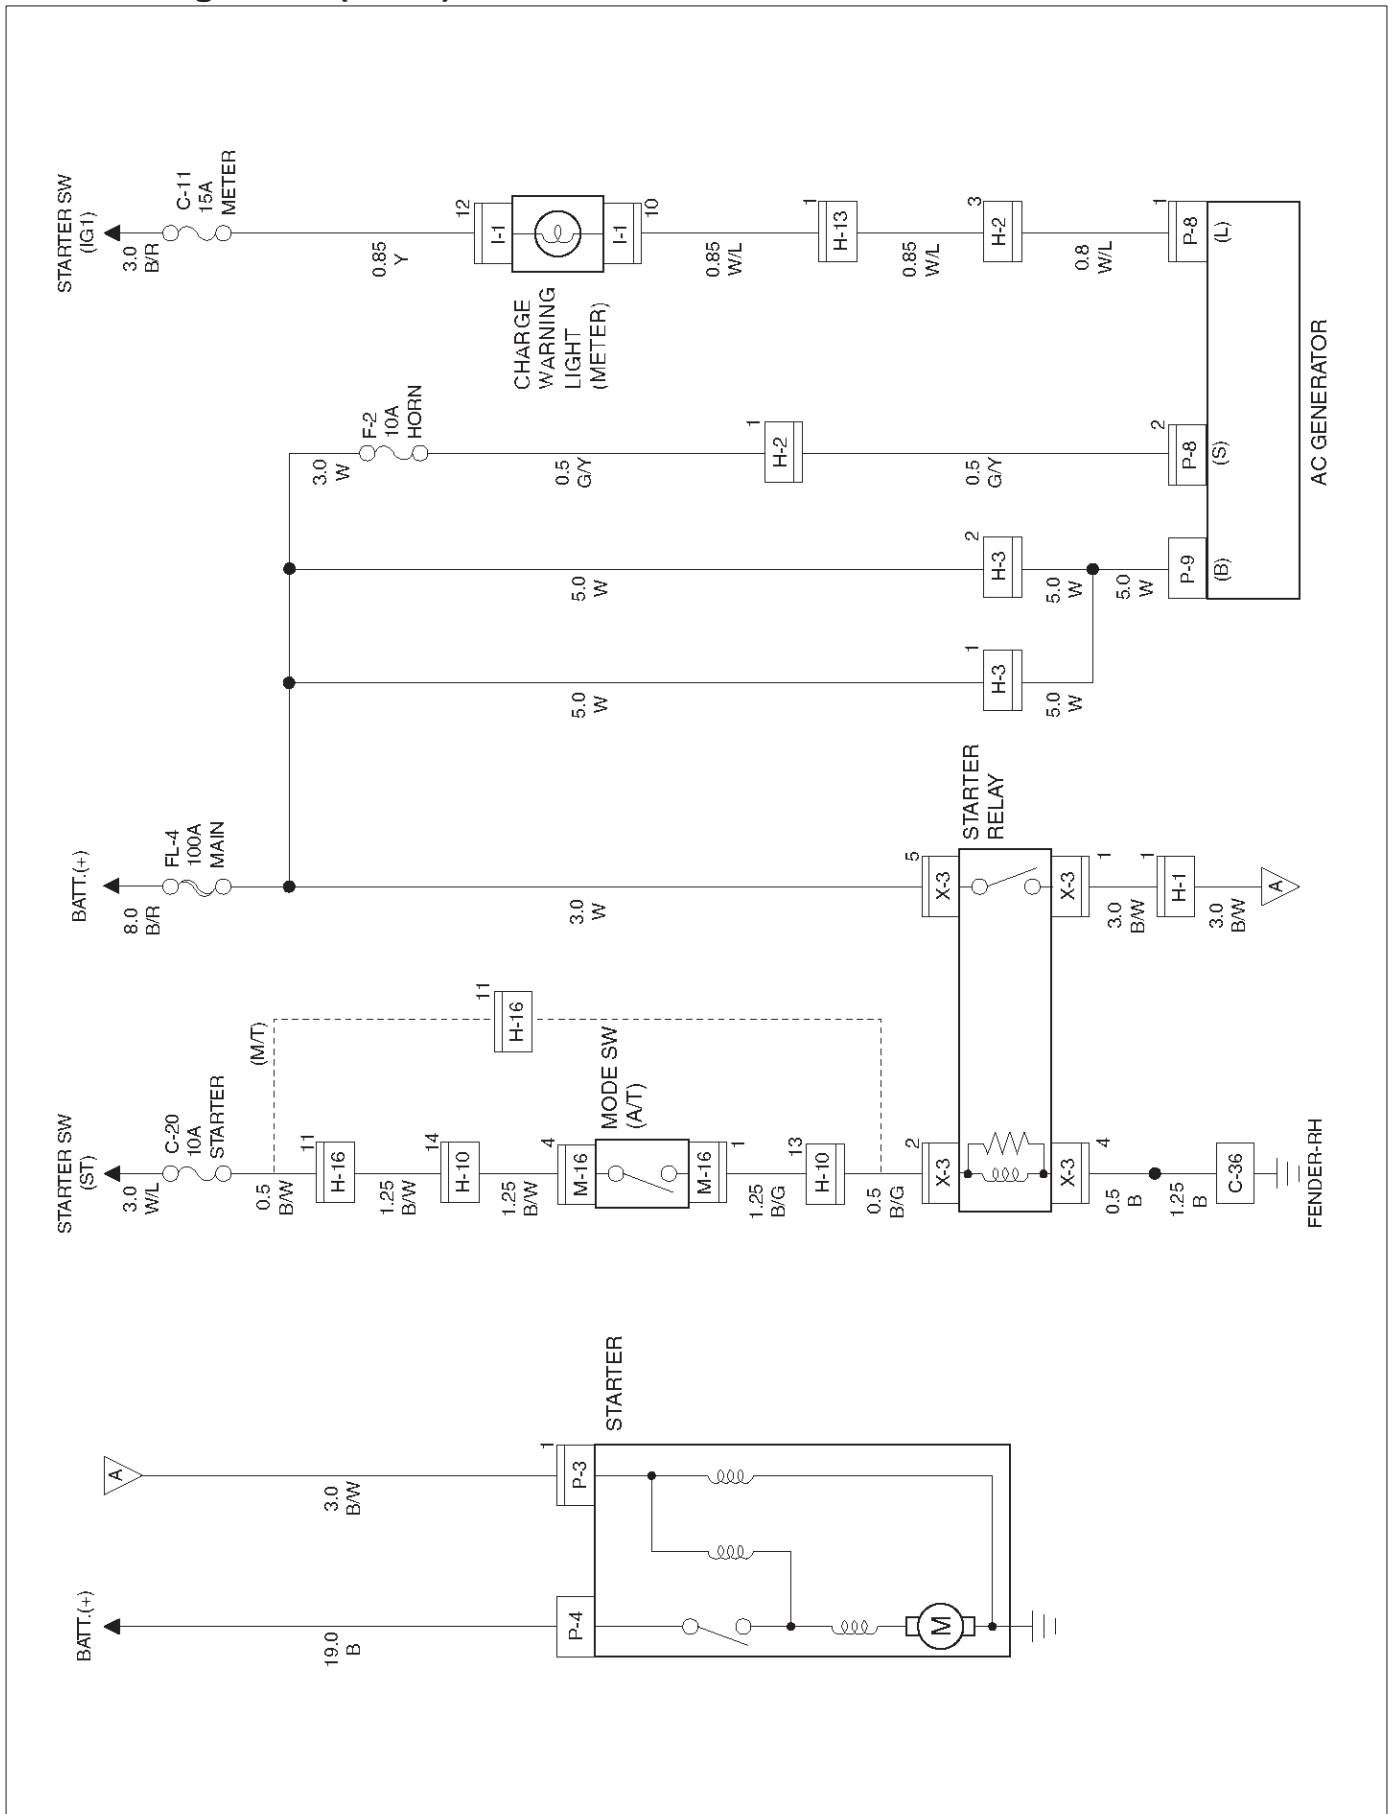 STARTER SW
(IG1)
3.0
B/R
C-11
15A
METER
0.85
Y
12
I-1
CHARGE
WARNING
LIGHT
(METER)
I-1
10
0.85
W/L
1
H-13
0.85
W/L
3
H-2
0.8
W/L
1
P-8
(L)
3.0
W
F-2
10A
HORN
0.5
G/Y
1
H-2
0.5
G/Y
2
P-8
(S)
5.0
W
2
H-3
5.0
W
5.0
W
P-9
(B)
AC GENERATOR
5.0
W
1
H-3
5.0
W
BATT.(+)
8.0
B/R
FL-4
100A
MAIN
3.0
W
5
X-3
STARTER
RELAY
X-3
1
3.0
B/W
1
H-1
3.0
B/W
A
(M/T)
11
H-16
STARTER SW
(ST)
3.0
W/L
C-20
10A
STARTER
0.5
B/W
11
H-16
1.25
B/W
14
H-10
1.25
B/W
4
M-16
MODE SW
(A/T)
M-16
1
1.25
B/G
13
H-10
0.5
B/G
2
X-3
X-3
4
0.5
B
1.25
B
C-36
FENDER-RH
A
3.0
B/W
1
P-3
STARTER
BATT.(+)
19.0
B
P-4
M